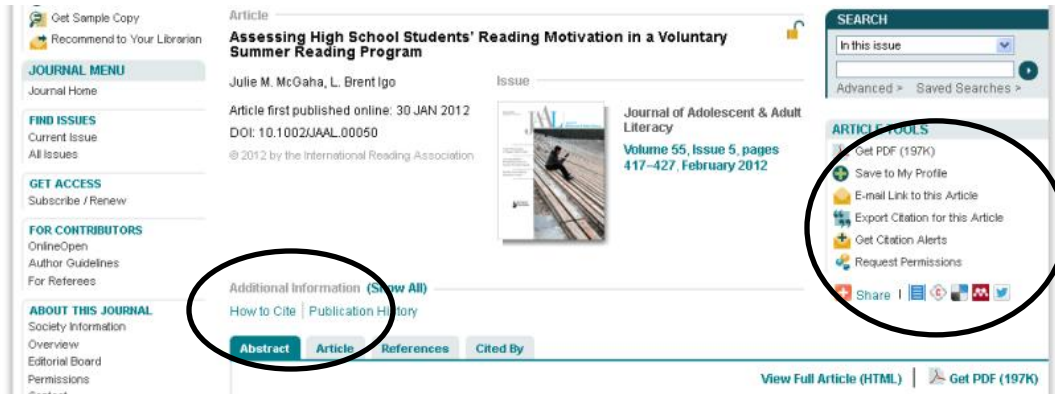 Get Sample Copy
Recommend to Your Librarian
JOURNAL MENU
Journal Home
FIND ISSUES
Current Issue
All Issues
GET ACCESS
Subscribe / Renew
FOR CONTRIBUTORS
OnlineOpen
Author Guidelines
For Referees
ABOUT THIS JOURNAL
Society Information
Overview
Editorial Board
Permissions
Article
Assessing High School Students' Reading Motivation in a Voluntary
Summer Reading Program
Julie M. McGaha, L. Brent Igo
Article first published online: 30 JAN 2012
DOI: 10.1002/JAAL.00050
© 2012 by the International Reading Association
Issue
JAAL
Journal of Adolescent & Adult
Literacy
Volume 55, Issue 5, pages
417–427, February 2012
Additional Information (Show All)
How to Cite | Publication History
Abstract Article References Cited By
View Full Article (HTML) | Get PDF (197K)
SEARCH
In this issue
Advanced > Saved Searches >
ARTICLE TOOLS
Get PDF (197K)
Save to My Profile
E-mail Link to this Article
Export Citation for this Article
Get Citation Alerts
Request Permissions
Share |